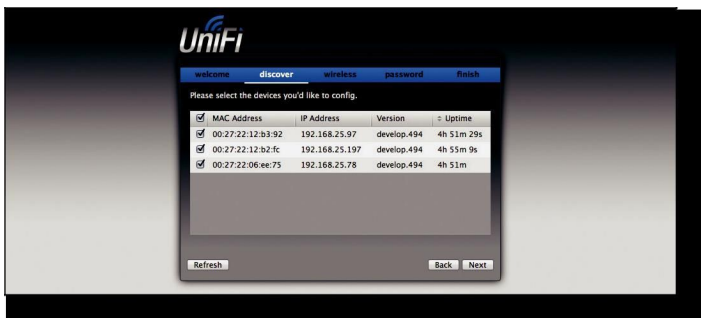 UniFi
welcome discover wireless password finish
Please select the devices you'd like to config.
MAC Address IP Address Version Uptime
00:27:22:12:b3:92 192.168.25.97 develop.494 4h 51m 29s
00:27:22:12:b2:fc 192.168.25.197 develop.494 4h 55m 9s
00:27:22:06:ee:75 192.168.25.78 develop.494 4h 51m
Refresh Back Next